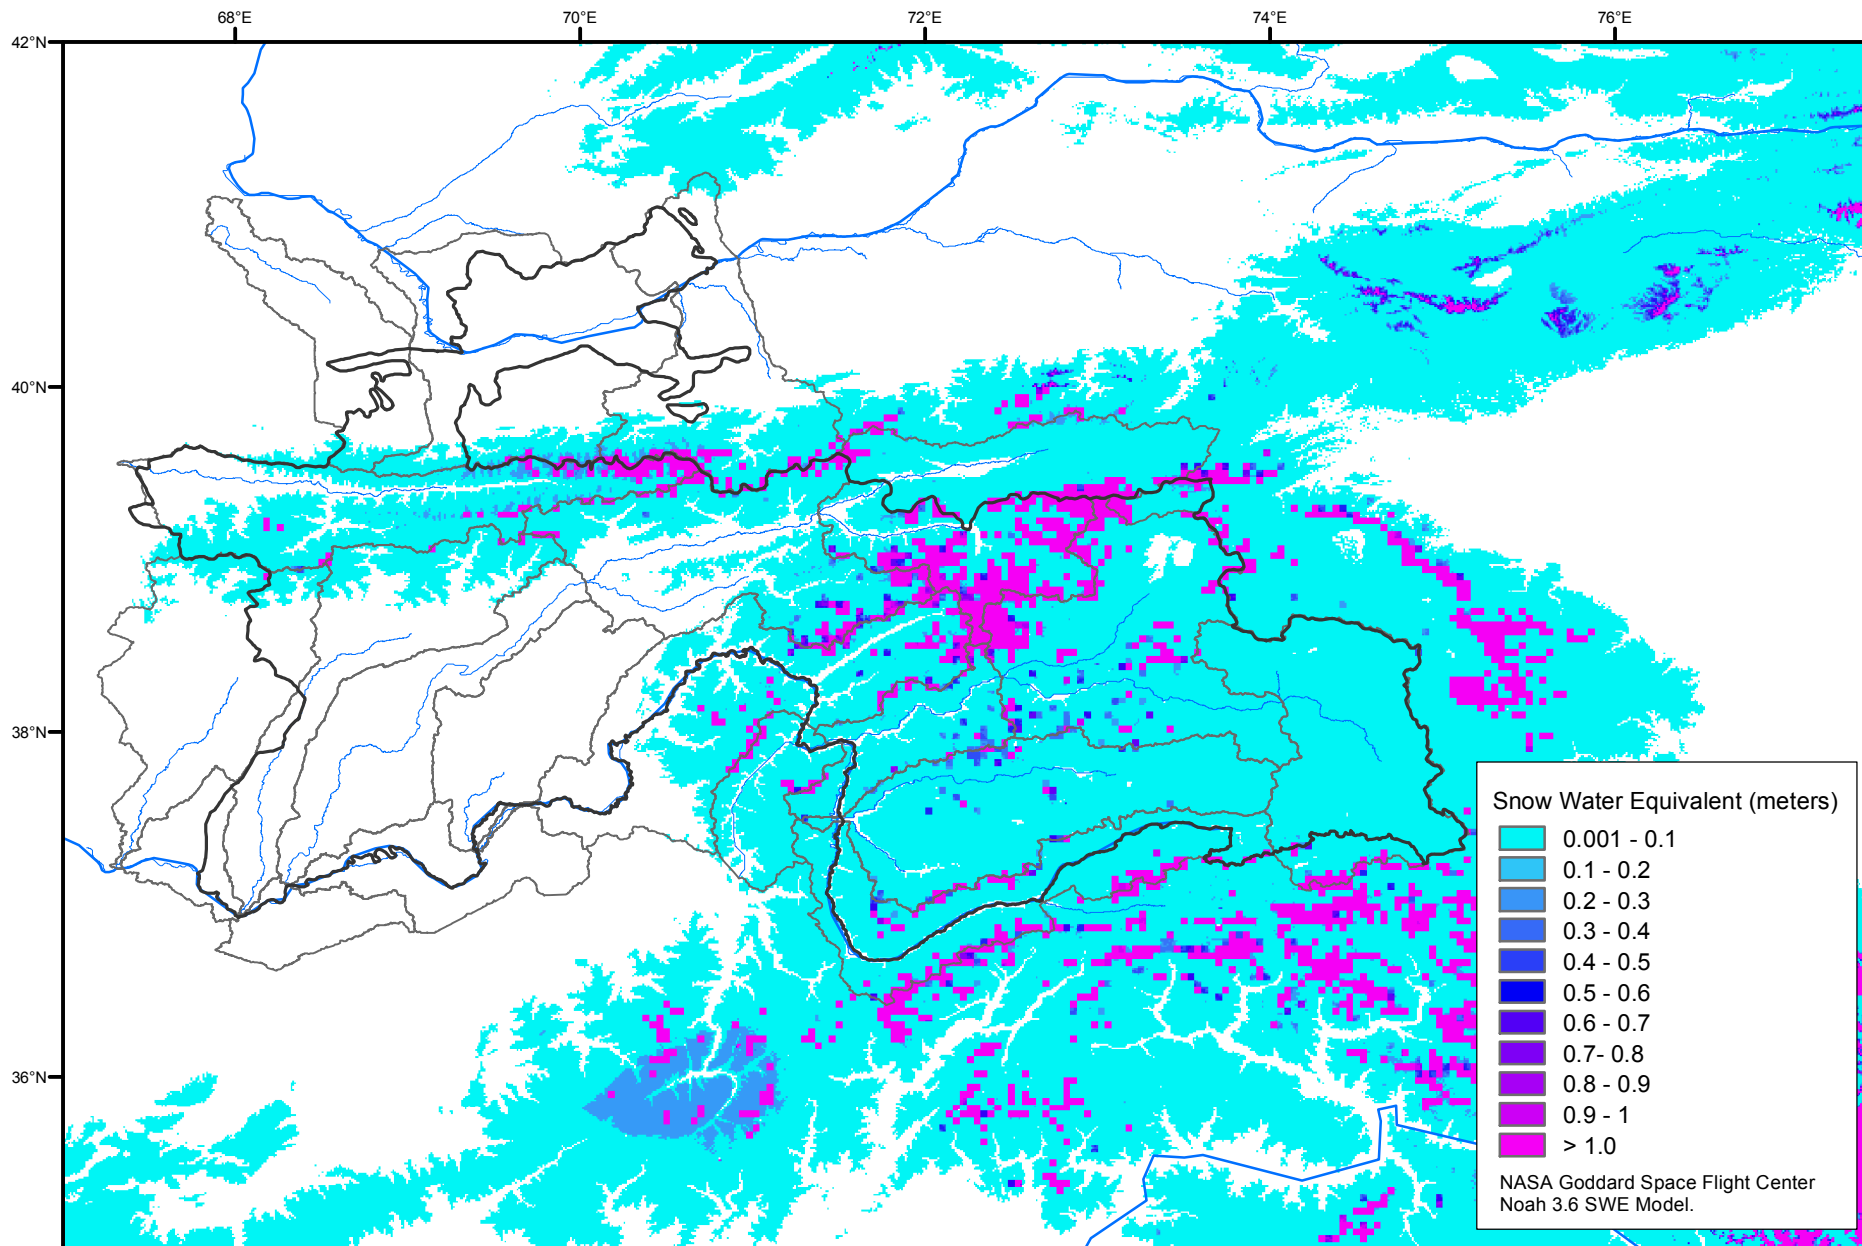 68°E 70°E 72°E 74°E 76°E
42°N
40°N
38°N
36°N
Snow Water Equivalent (meters)
0.001 - 0.1
0.1 - 0.2
0.2 - 0.3
0.3 - 0.4
0.4 - 0.5
0.5 - 0.6
0.6 - 0.7
0.7- 0.8
0.8 - 0.9
0.9 - 1
> 1.0
NASA Goddard Space Flight Center
Noah 3.6 SWE Model.